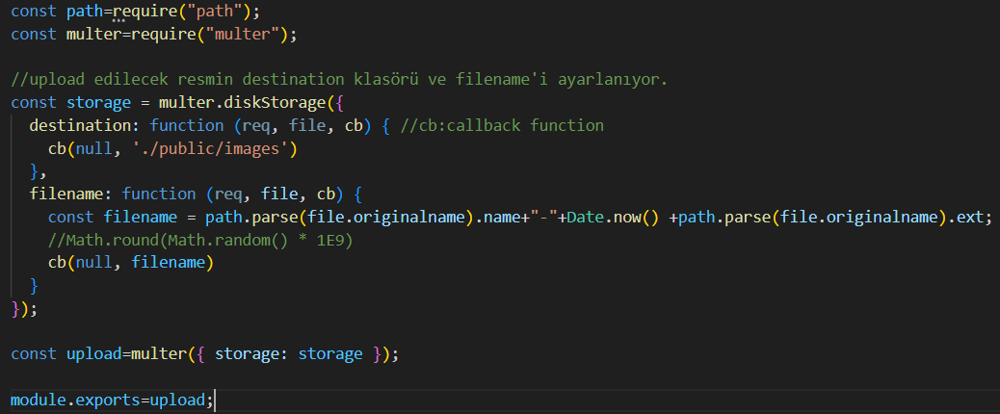 const path=require("path");
const multer=require("multer");
//upload edilecek resmin destination klasörü ve filename'i ayarlanıyor.
const storage = multer.diskStorage({
destination: function (req, file, cb) { //cb:callback function
cb(null, './public/images')
},
filename: function (req, file, cb) {
const filename = path.parse(file.originalname).name+"-"+Date.now() +path.parse(file.originalname).ext;
//Math.round(Math.random() * 1E9)
cb(null, filename)
}
});
const upload=multer({ storage: storage });
module.exports=upload;